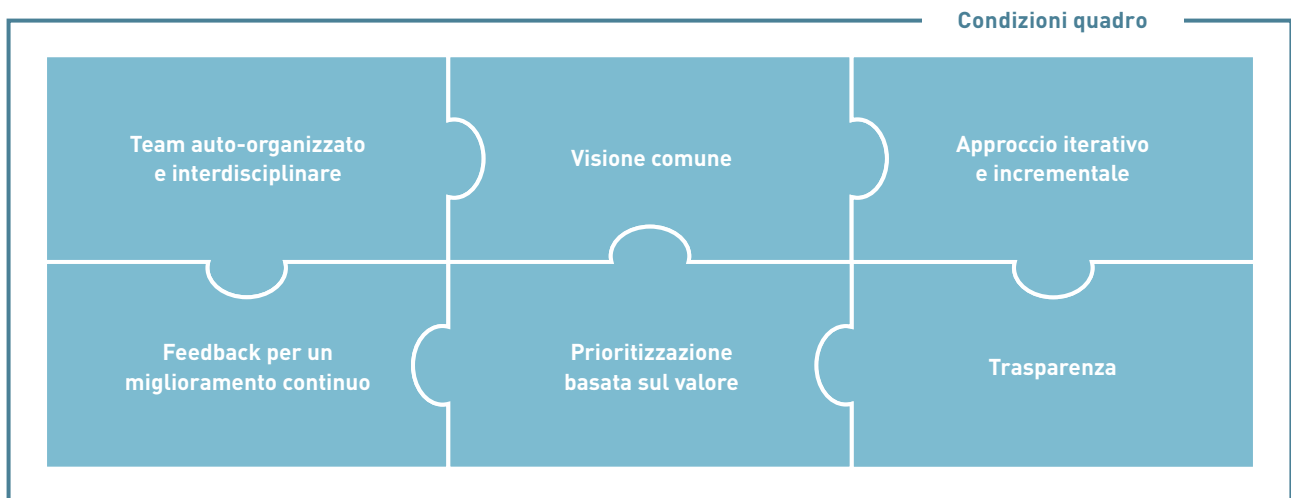 Condizioni quadro
Team auto-organizzato
e interdisciplinare
Visione comune
Approccio iterativo
e incrementale
Feedback per un
miglioramento continuo
Prioritizzazione
basata sul valore
Trasparenza